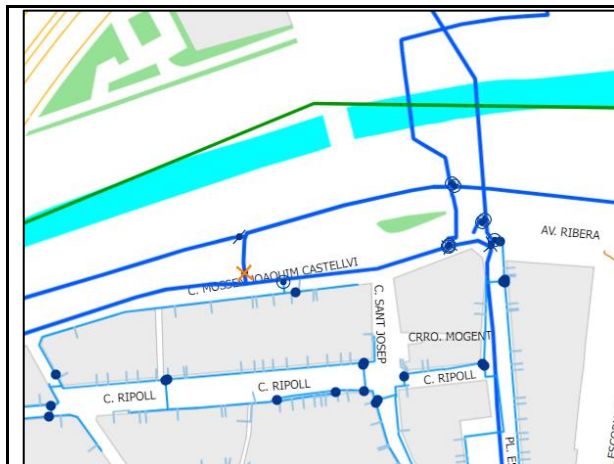 AV. RIBERA
C. MOSSEN JOAQUIM CASTELLVI
C. SANT JOSEP
CRRO. MOGENT
C. RIPOLL
C. RIPOLL
C. RIPOLL